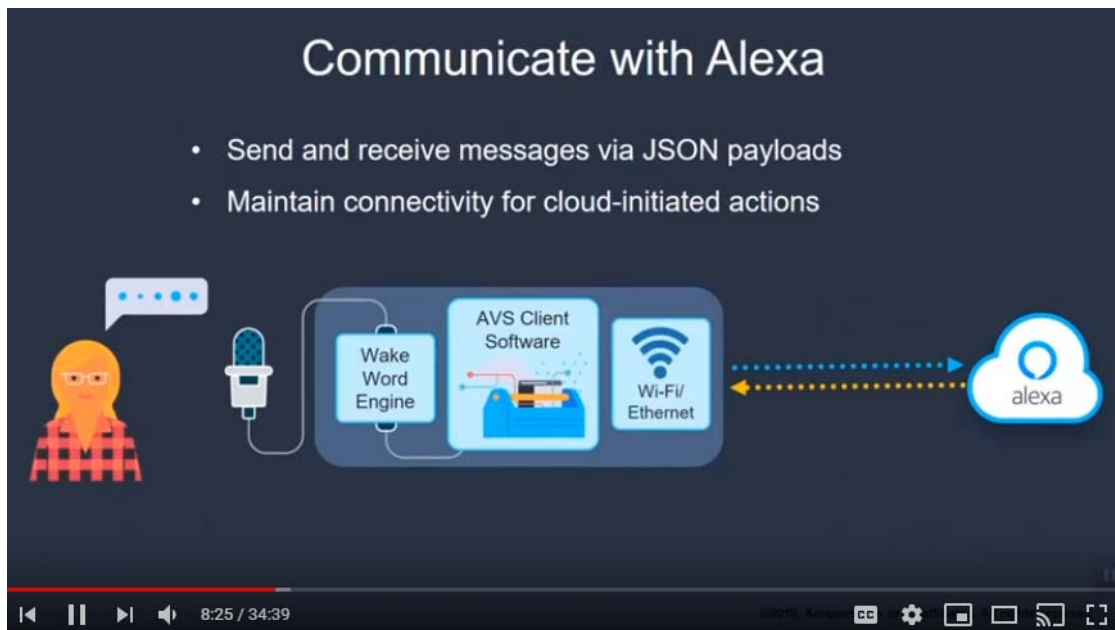 Communicate with Alexa
• Send and receive messages via JSON payloads
• Maintain connectivity for cloud-initiated actions
Wake
Word
Engine
AVS Client
Software
Wi-Fi/
Ethernet
alexa
8:25 / 34:39
CC